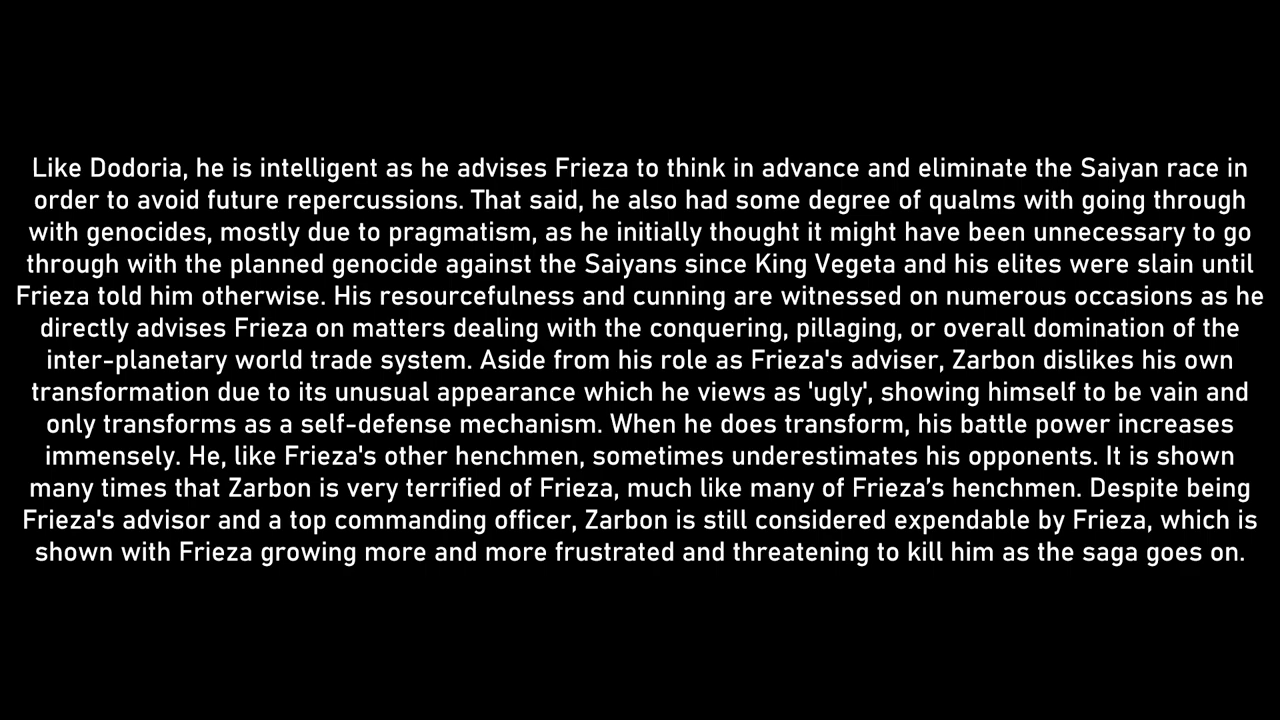 Like Dodoria, he is intelligent as he advises Frieza to think in advance and eliminate the Saiyan race in
order to avoid future repercussions. That said, he also had some degree of qualms with going through
with genocides, mostly due to pragmatism, as he initially thought it might have been unnecessary to go
through with the planned genocide against the Saiyans since King Vegeta and his elites were slain until
Frieza told him otherwise. His resourcefulness and cunning are witnessed on numerous occasions as he
directly advises Frieza on matters dealing with the conquering, pillaging, or overall domination of the
inter-planetary world trade system. Aside from his role as Frieza's adviser, Zarbon dislikes his own
transformation due to its unusual appearance which he views as 'ugly', showing himself to be vain and
only transforms as a self-defense mechanism. When he does transform, his battle power increases
immensely. He, like Frieza's other henchmen, sometimes underestimates his opponents. It is shown
many times that Zarbon is very terrified of Frieza, much like many of Frieza’s henchmen. Despite being
Frieza's advisor and a top commanding officer, Zarbon is still considered expendable by Frieza, which is
shown with Frieza growing more and more frustrated and threatening to kill him as the saga goes on.